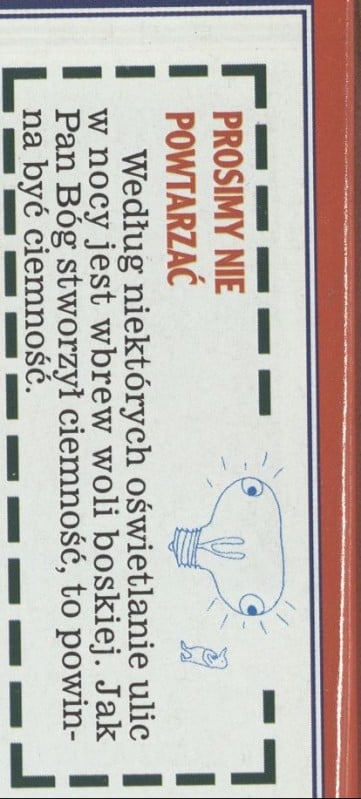 PROSIMY NIE
POWTARZAĆ
Według niektórych oświetlanie ulic
w nocy jest wbrew woli boskiej. Jak
Pan Bóg stworzył ciemność, to powin-
na być ciemność.